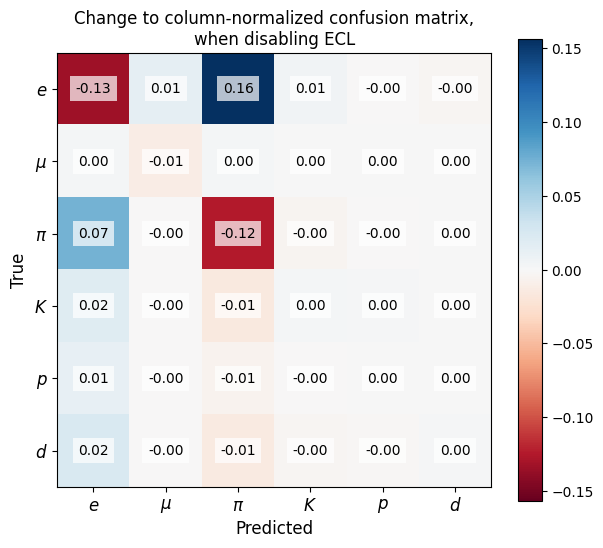 Change to column-normalized confusion matrix,
when disabling ECL
e -0.13 0.01 0.16 0.01 -0.00 -0.00
μ 0.00 -0.01 0.00 0.00 0.00 0.00
π 0.07 -0.00 -0.12 -0.00 -0.00 0.00
K 0.02 -0.00 -0.01 0.00 0.00 0.00
p 0.01 -0.00 -0.01 -0.00 0.00 0.00
d 0.02 -0.00 -0.01 -0.00 -0.00 0.00
e μ π K p d
Predicted
True
0.15
0.10
0.05
0.00
−0.05
−0.10
−0.15